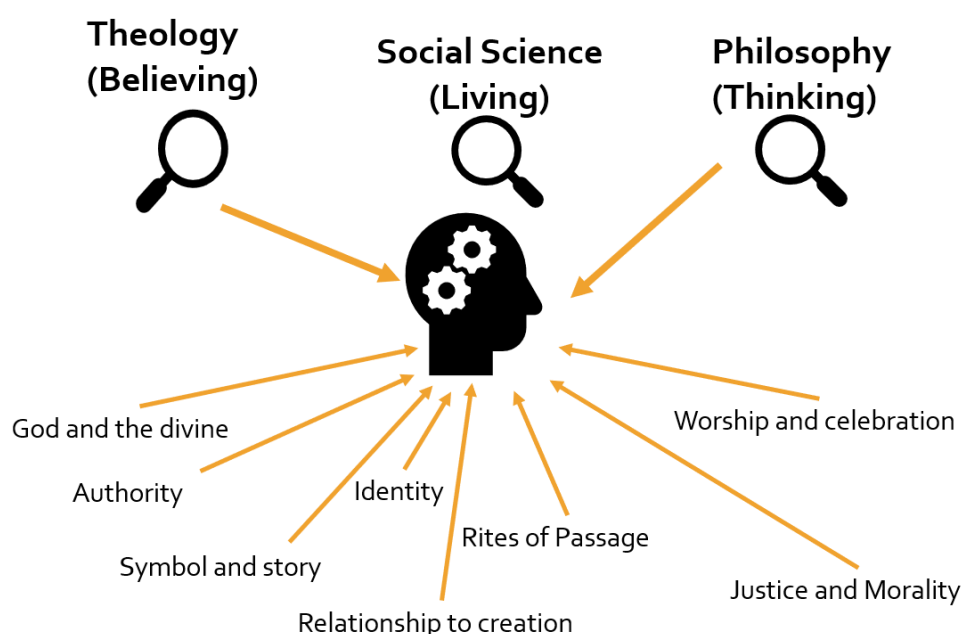 Theology
(Believing)
Social Science
(Living)
Philosophy
(Thinking)
God and the divine
Worship and celebration
Authority
Identity
Rites of Passage
Symbol and story
Justice and Morality
Relationship to creation